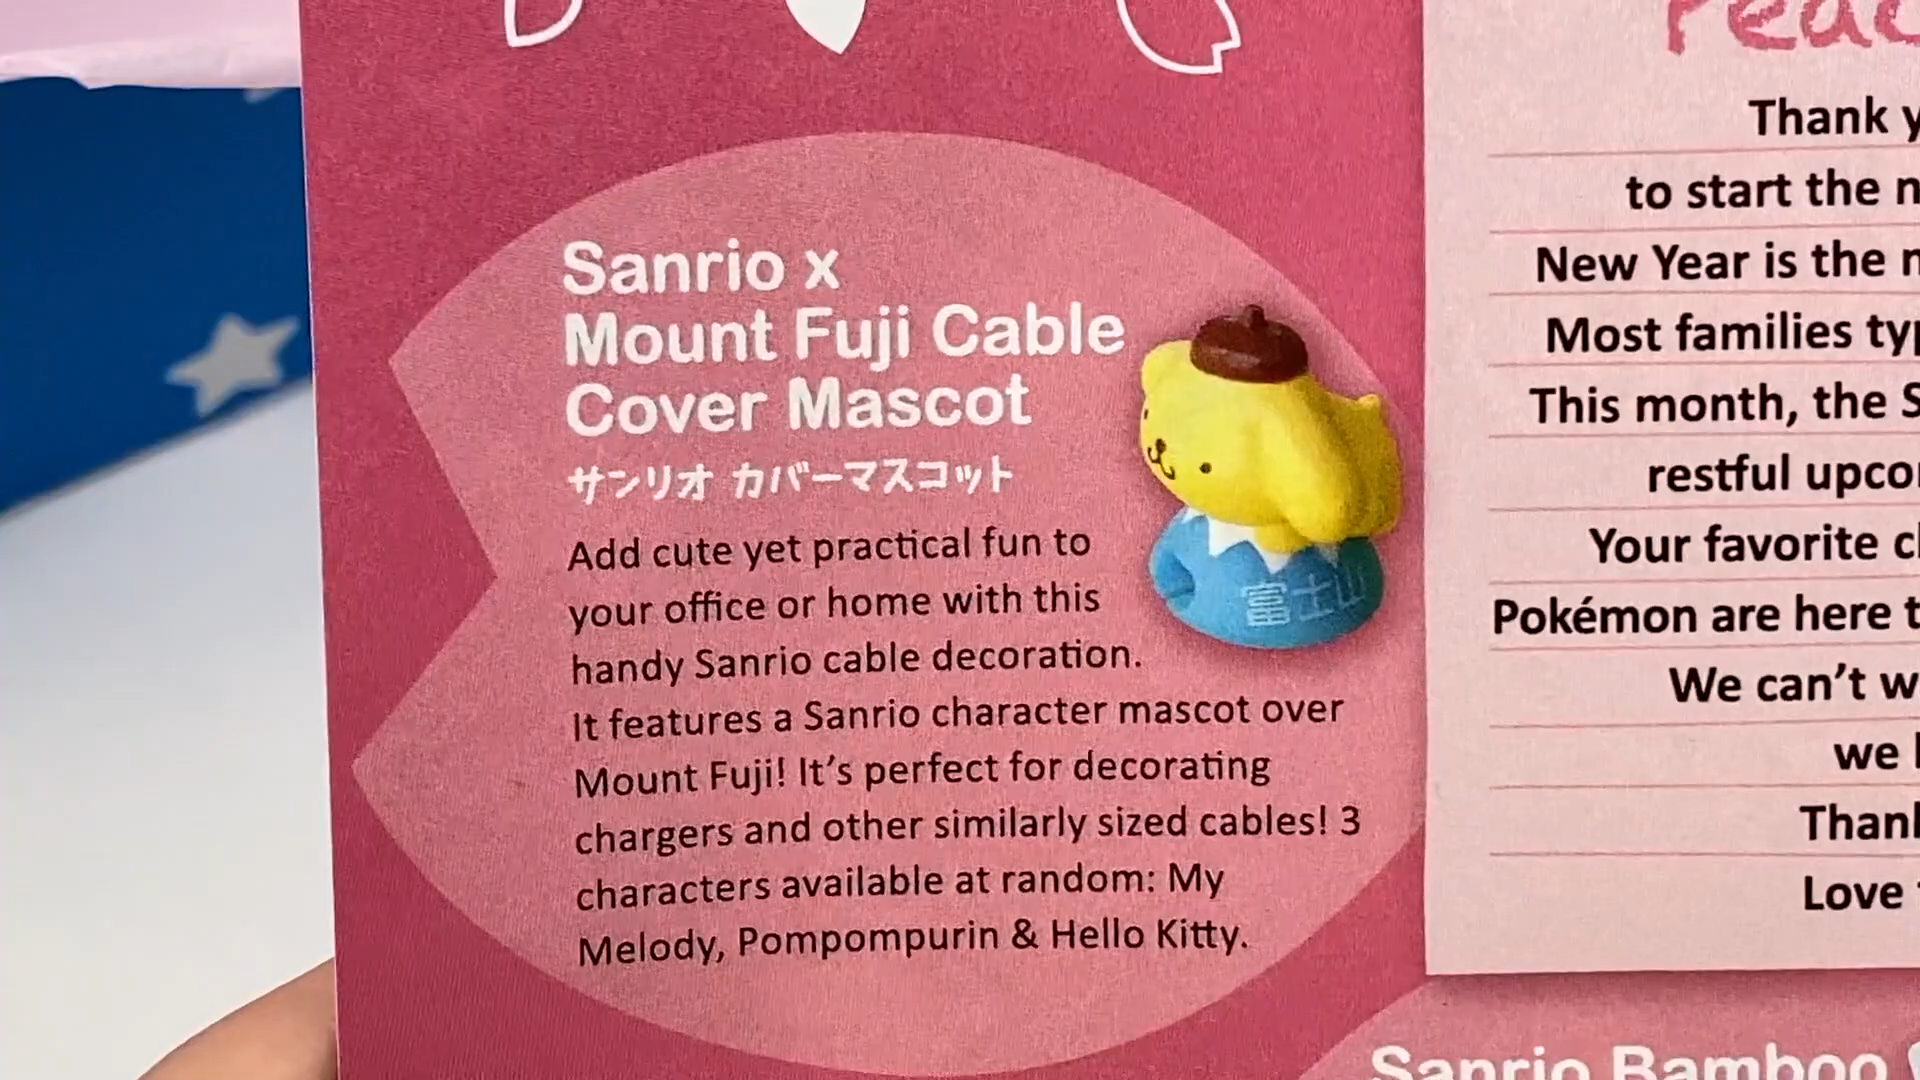 Sanrio x
Mount Fuji Cable
Cover Mascot
サンリオ カバーマスコット
Add cute yet practical fun to
your office or home with this
handy Sanrio cable decoration.
It features a Sanrio character mascot over
Mount Fuji! It's perfect for decorating
chargers and other similarly sized cables! 3
characters available at random: My
Melody, Pompompurin & Hello Kitty.
富士山
Thank
to start the
New Year is the
Most families
This month, the
restful
Your favorite
Pokémon are here
We can't
we
Love
Sanrio Bamboo